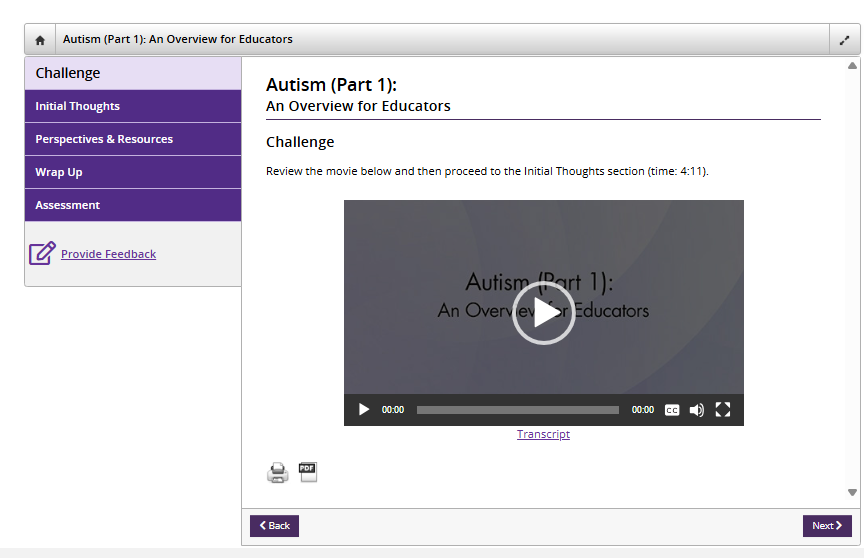 Autism (Part 1): An Overview for Educators
Challenge
Initial Thoughts
Perspectives & Resources
Wrap Up
Assessment
Provide Feedback
Autism (Part 1):
An Overview for Educators
Challenge
Review the movie below and then proceed to the Initial Thoughts section (time: 4:11).
Autism (Part 1):
An Overview for Educators
00:00 00:00 CC
Transcript
PDF
Back Next